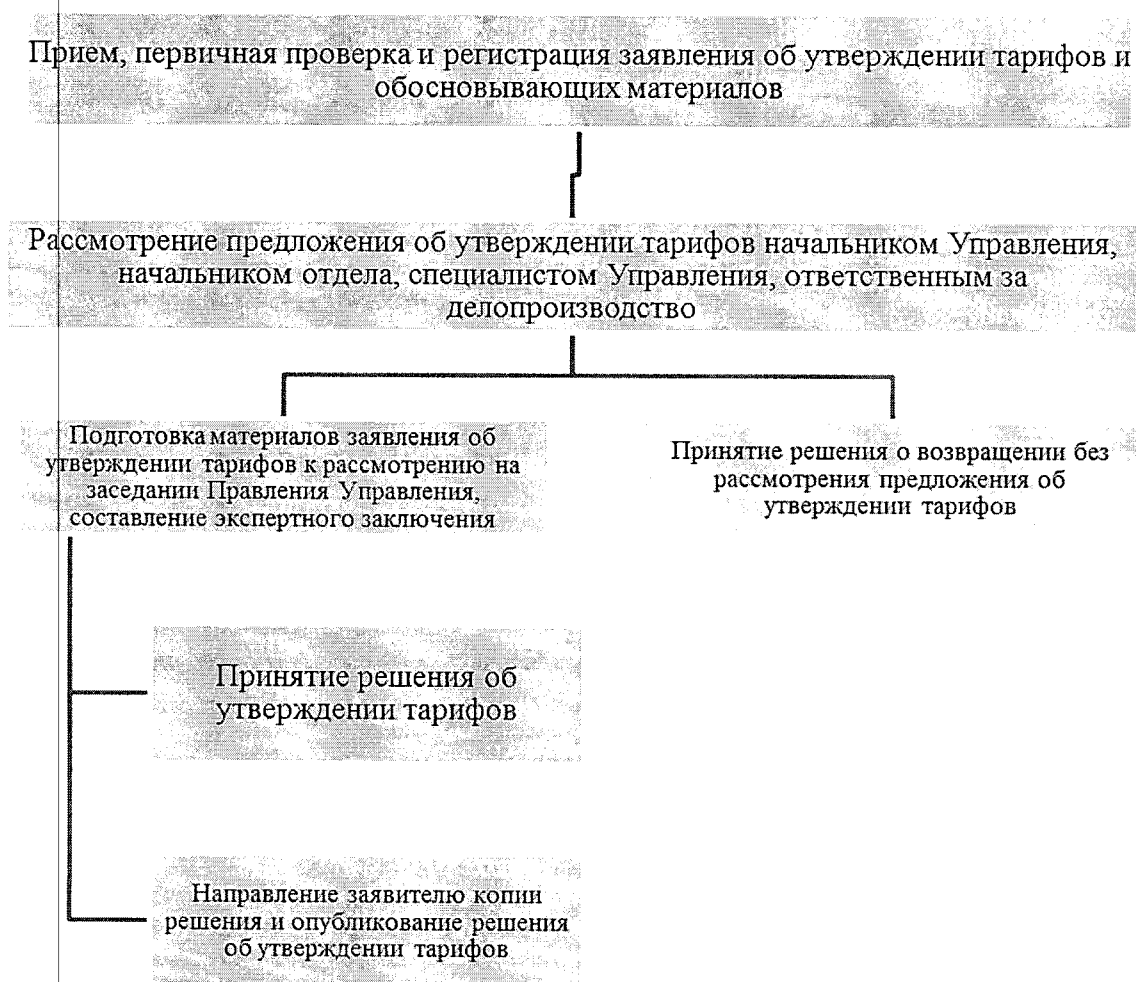 Прием, первичная проверка и регистрация заявления об утверждении тарифов и
обосновывающих материалов
Рассмотрение предложения об утверждении тарифов начальником Управления,
начальником отдела, специалистом Управления, ответственным за
делопроизводство
Подготовка материалов заявления об
утверждении тарифов к рассмотрению на
заседании Правления Управления,
составление экспертного заключения
Принятие решения о возвращении без
рассмотрения предложения об
утверждении тарифов
Принятие решения об
утверждении тарифов
Направление заявителю копии
решения и опубликование решения
об утверждении тарифов